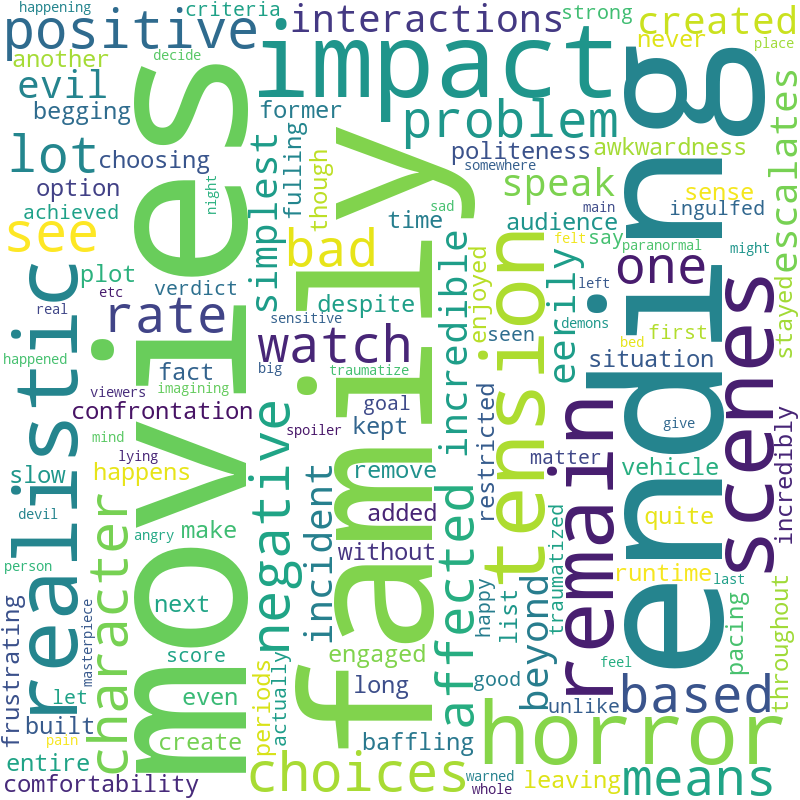 happening
criteria
interactions
strong
created
positive
impact
never
place
another
decide
evil
begging
former
problem
lot
choosing
simplest
fulling
though
politeness
awkwardness
somewhere
escalates
option
achieved
night
movies
family
speak
sense
ingulfed
see
time
sad
audience
main
felt
say
paranormal
might
bad
plot
etc
verdict
despite
incredible
enjoyed
tension
eerily
left
one
ending
scenes
stayed
real
rate
sensitive
seen
demons
first
realistic
watch
bed
happened
fact
big
traumatize
situation
viewers
imagining
confrontation
goal
spoiler
kept
give
incredibly
mind
lying
negative
affected
restricted
remain
slow
happens
incident
remove
matter
vehicle
devil
character
angry
make
added
traumatized
quite
person
without
beyond
runtime
last
frustrating
masterpiece
next
happy
list
pacing
throughout
score
engaged
feel
let
even
periods
actually
long
good
based
pain
built
unlike
create
baffling
horror
entire
comfortability
choices
warned
whole
leaving
means